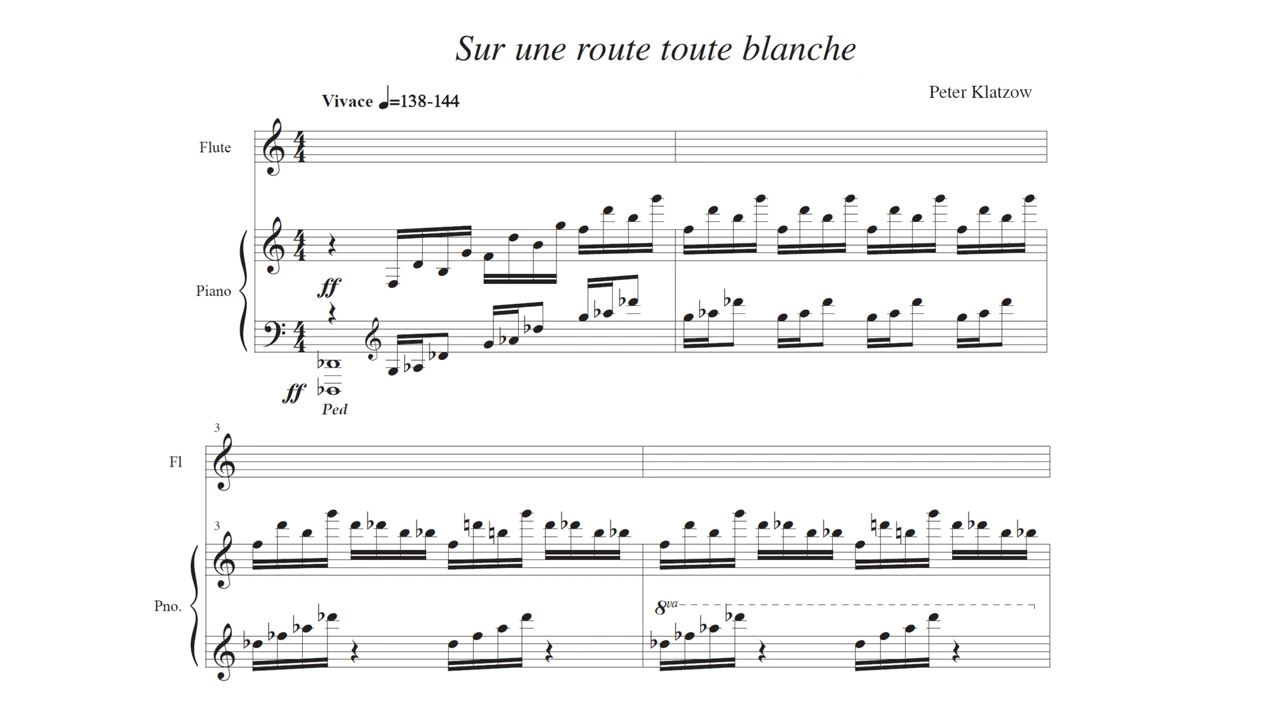 Sur une route toute blanche
Peter Klatzow
Vivace ♩=138-144
Flute
Piano
ff
ff
Ped
3
Fl
3
Pno.
8va